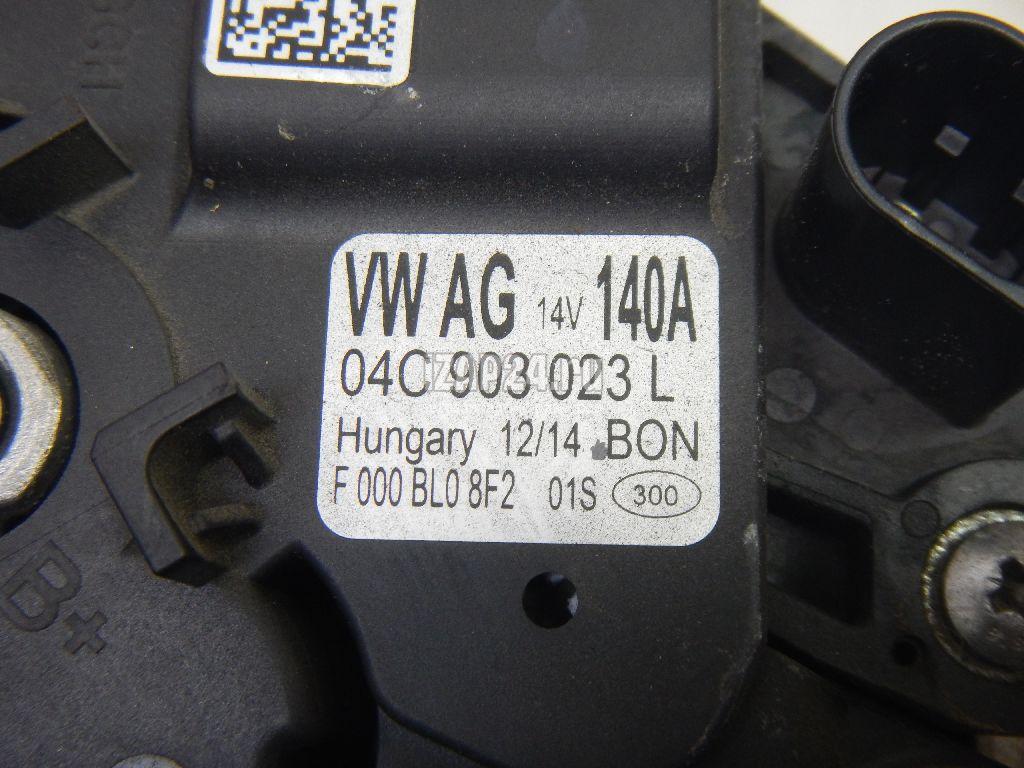 VW AG 14V 140A
04C 903 023 L
Hungary 12/14 BON
F 000 BL0 8F2 01S 300
B+